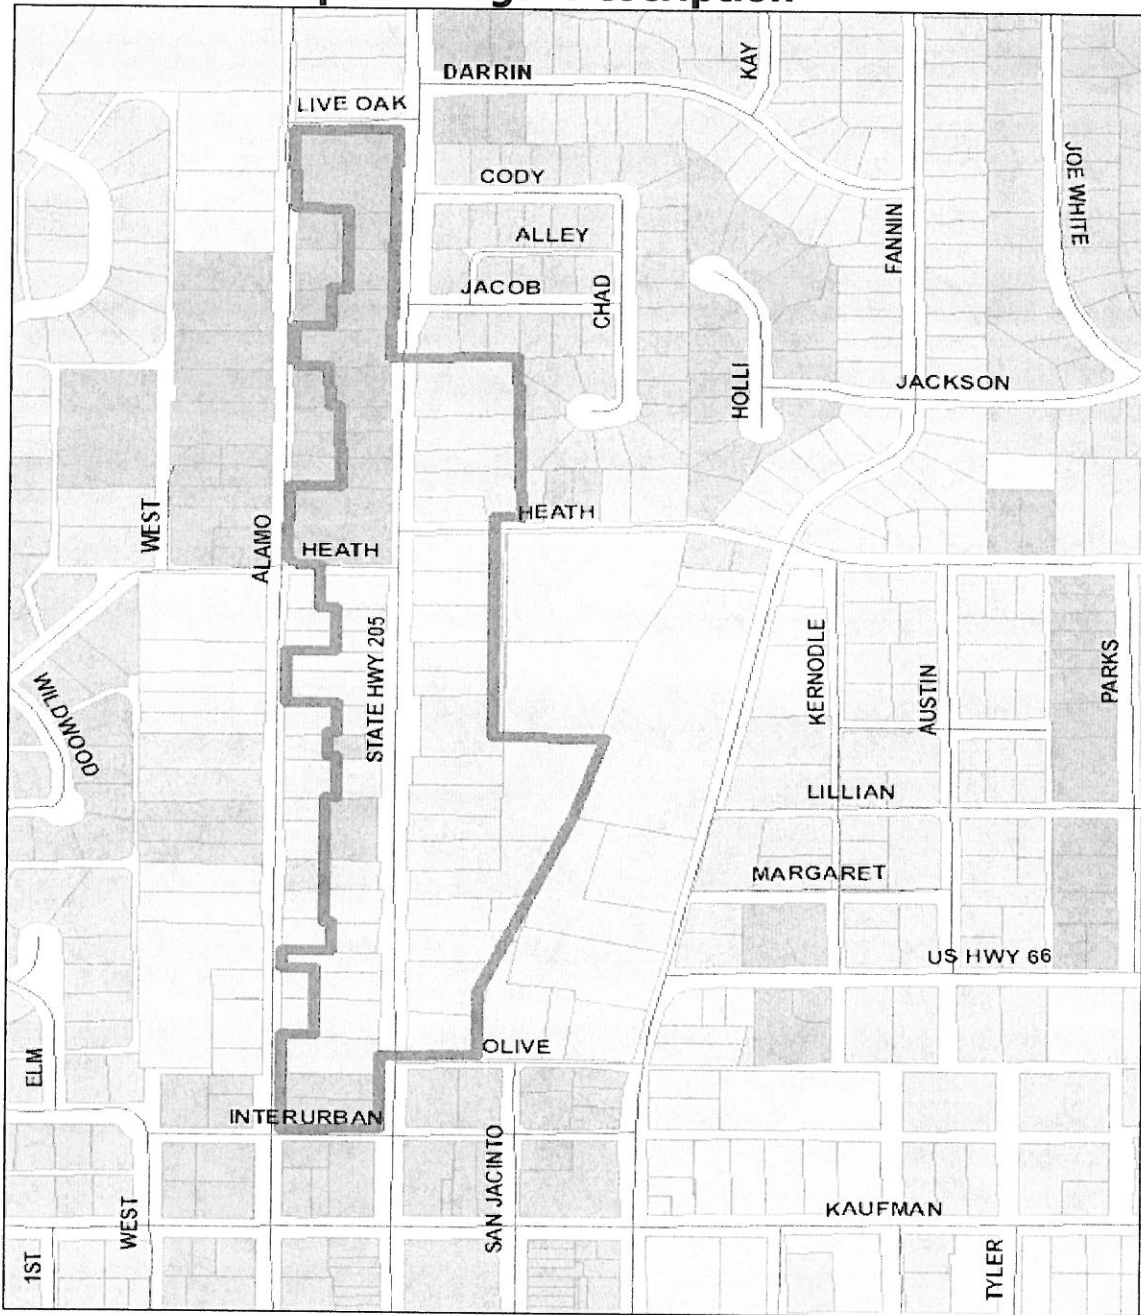 DARRIN
KAY
LIVE OAK
JOE WHITE
CODY
FANNIN
ALLEY
JACOB
CHAD
HOLLI
JACKSON
WEST
ALAMO
HEATH
HEATH
STATE HWY 205
KERNODLE
AUSTIN
PARKS
WILDWOOD
LILLIAN
MARGARET
US HWY 66
ELM
OLIVE
INTERURBAN
SAN JACINTO
WEST
KAUFMAN
1ST
TYLER